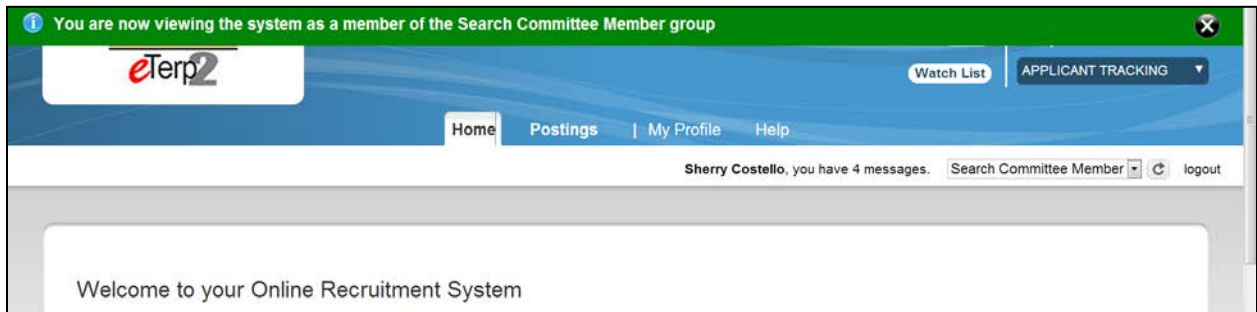 You are now viewing the system as a member of the Search Committee Member group
eTerp2
Watch List
APPLICANT TRACKING
Home Postings | My Profile Help
Sherry Costello, you have 4 messages. Search Committee Member logout
Welcome to your Online Recruitment System